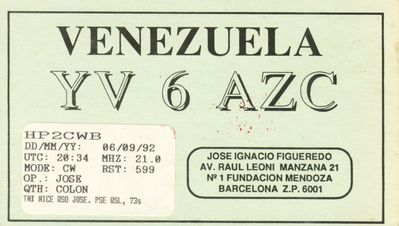 VENEZUELA
YV 6 AZC
HP2CWB
DD/MM/YY: 06/09/92
UTC: 20:34 MHZ: 21.0
MODE: CW RST: 599
OP.: JOSE
QTH: COLON
TNX NICE QSO JOSE. PSE QSL, 73s
JOSE IGNACIO FIGUEREDO
AV. RAUL LEONI MANZANA 21
Nº 1 FUNDACION MENDOZA
BARCELONA Z.P. 6001